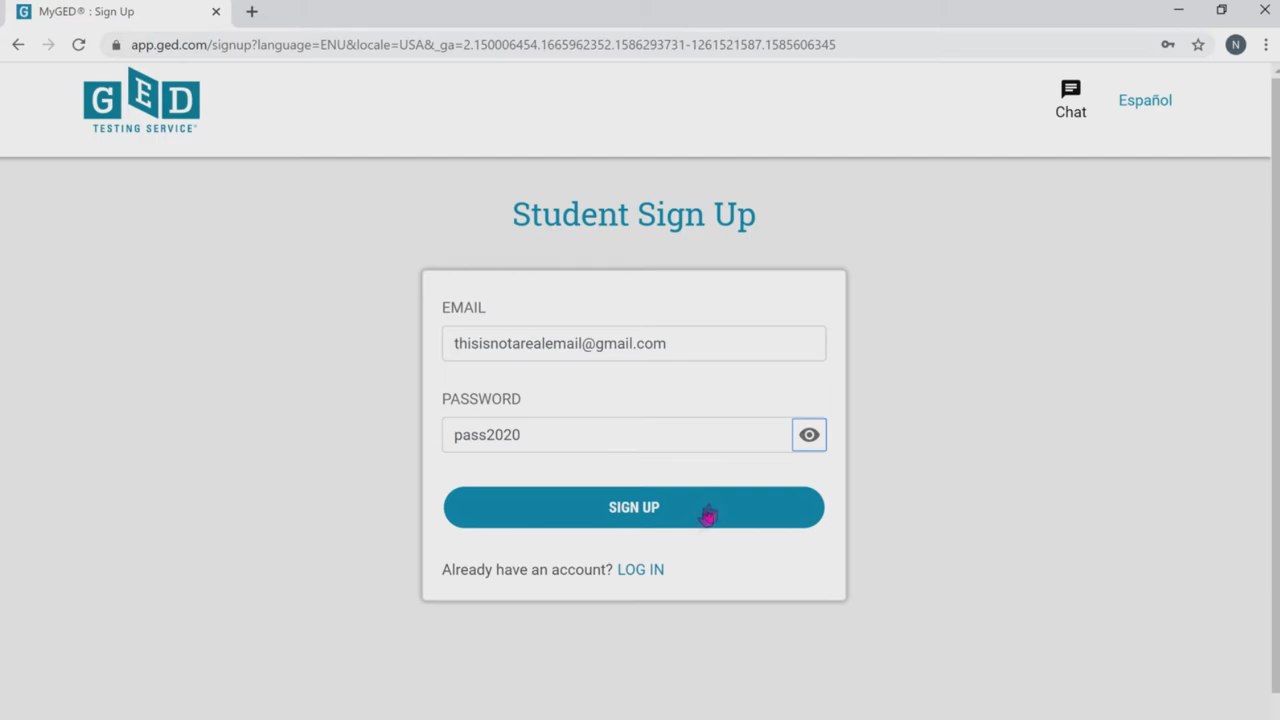 MyGED® : Sign Up
app.ged.com/signup?language=ENU&locale=USA&_ga=2.150006454.1665962352.1586293731-1261521587.1585606345
N
GED
TESTING SERVICE
Chat
Español
Student Sign Up
EMAIL
thisisnotarealemail@gmail.com
PASSWORD
pass2020
SIGN UP
Already have an account? LOG IN